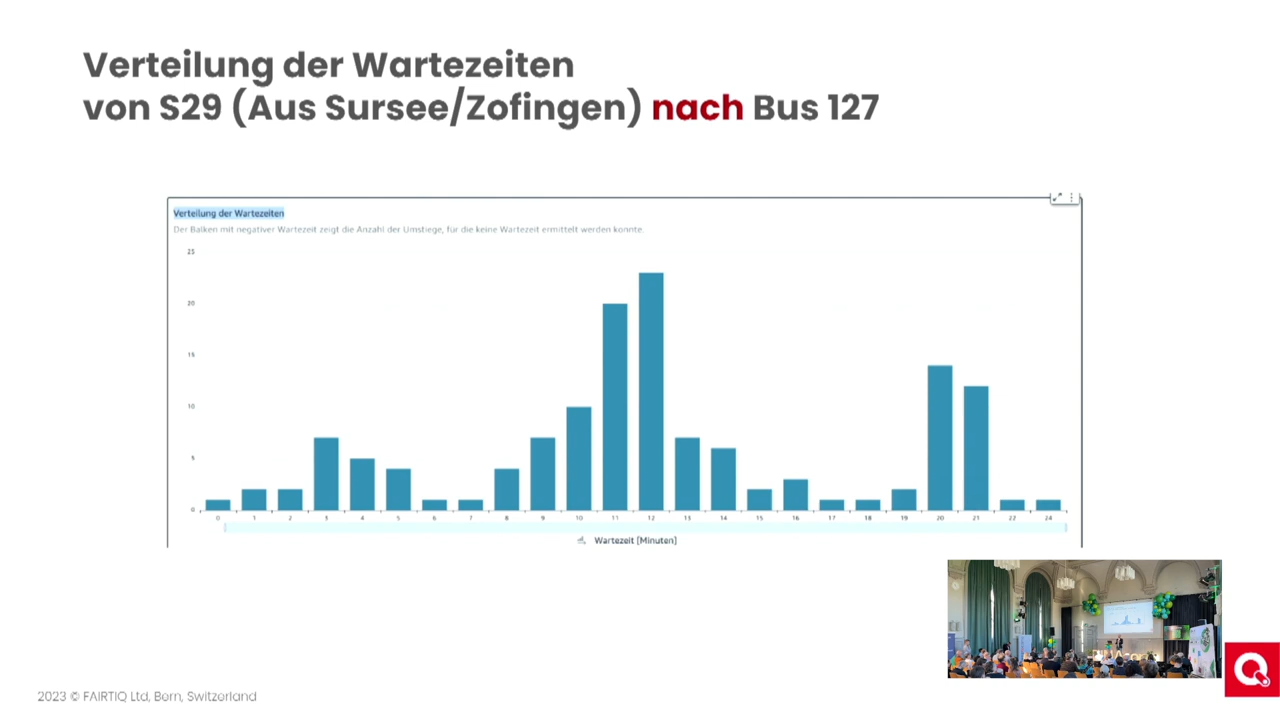 Verteilung der Wartezeiten
von S29 (Aus Sursee/Zofingen) nach Bus 127
Verteilung der Wartezeiten
Der Balken mit negativer Wartezeit zeigt die Anzahl der Umstiege, für die keine Wartezeit ermittelt werden konnte.
25
20
15
10
5
0
0 1 2 3 4 5 6 7 8 9 10 11 12 13 14 15 16 17 18 19 20 21 22 24
Wartezeit [Minuten]
2023 © FAIRTIQ Ltd, Bern, Switzerland